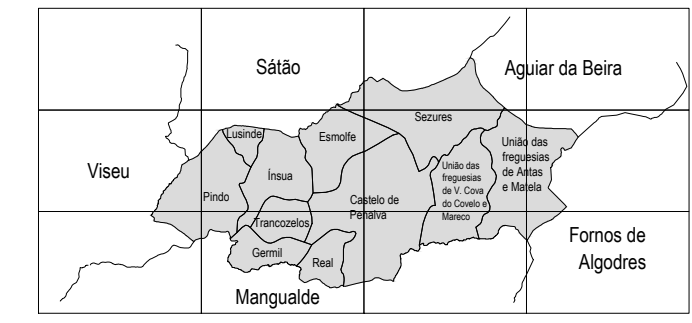 Sátão
Aguiar da Beira
Sezures
Lusinde
Esmolfe
União das
freguesias
de Antas
e Matela
Viseu
Ínsua
União das
freguesias
de V. Cova
do Covelo e
Mareco
Pindo
Castelo de
Penalva
Trancozelos
Fornos de
Algodres
Germil
Real
Mangualde